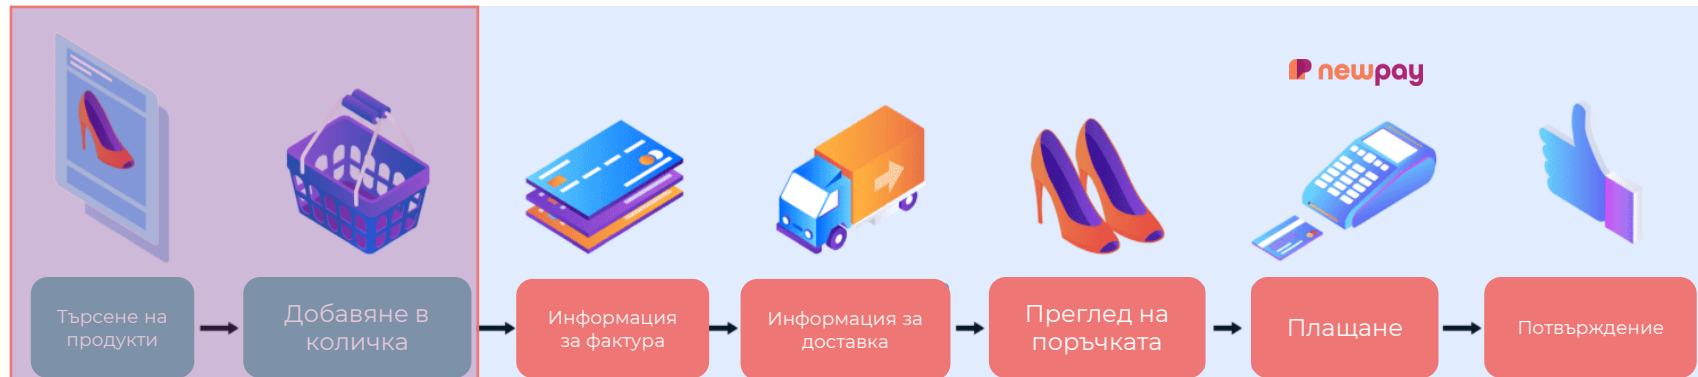 newpay
Търсене на
продукти
Добавяне в
количка
Информация
за фактура
Информация за
доставка
Преглед на
поръчката
Плащане
Потвърждение